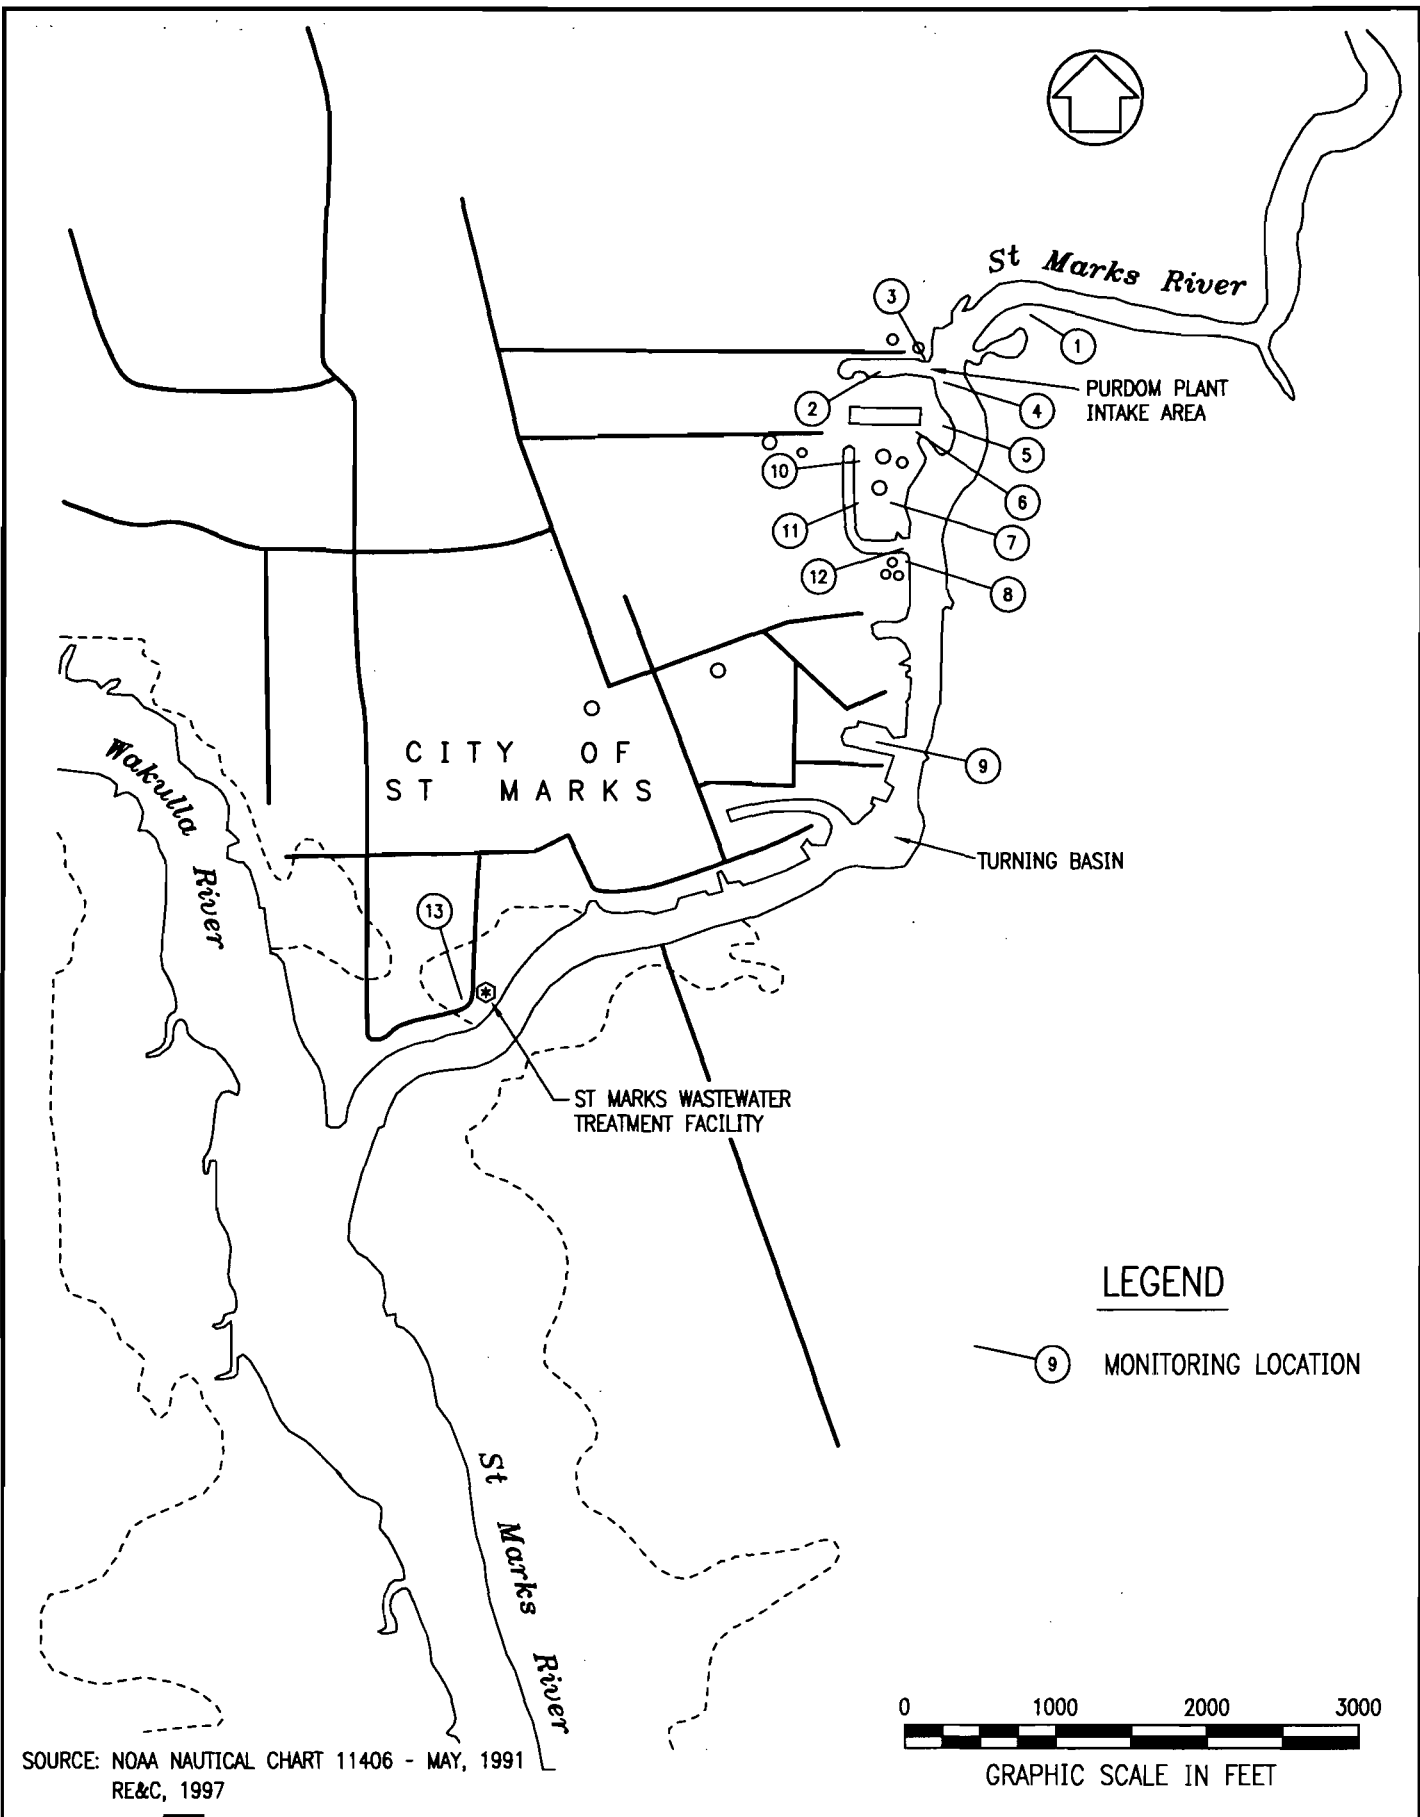 St Marks River
3
1
PURDOM PLANT
INTAKE AREA
2
4
5
10
6
11
7
12
8
CITY OF
ST MARKS
9
Wakulla River
TURNING BASIN
13
ST MARKS WASTEWATER
TREATMENT FACILITY
LEGEND
9 MONITORING LOCATION
St Marks River
0 1000 2000 3000
GRAPHIC SCALE IN FEET
SOURCE: NOAA NAUTICAL CHART 11406 - MAY, 1991
RE&C, 1997